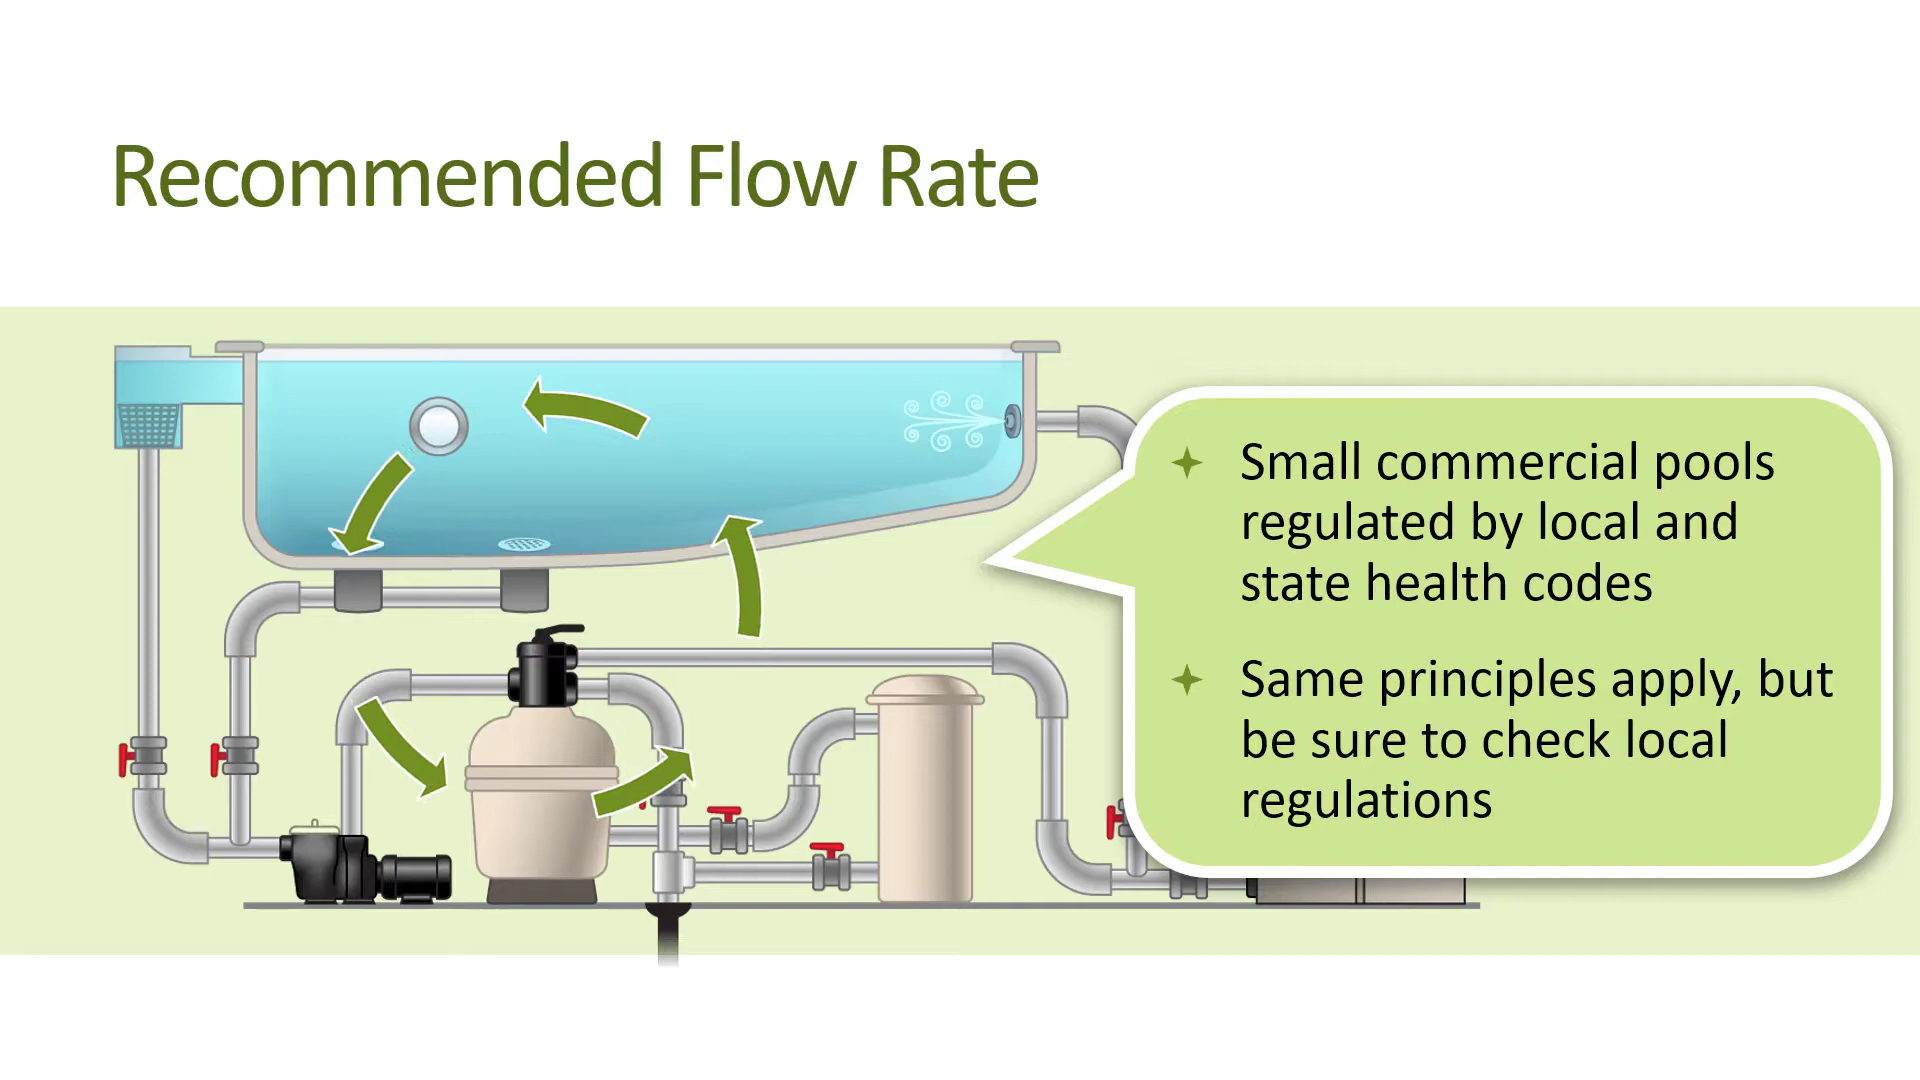 Recommended Flow Rate
Small commercial pools
regulated by local and
state health codes
Same principles apply, but
be sure to check local
regulations